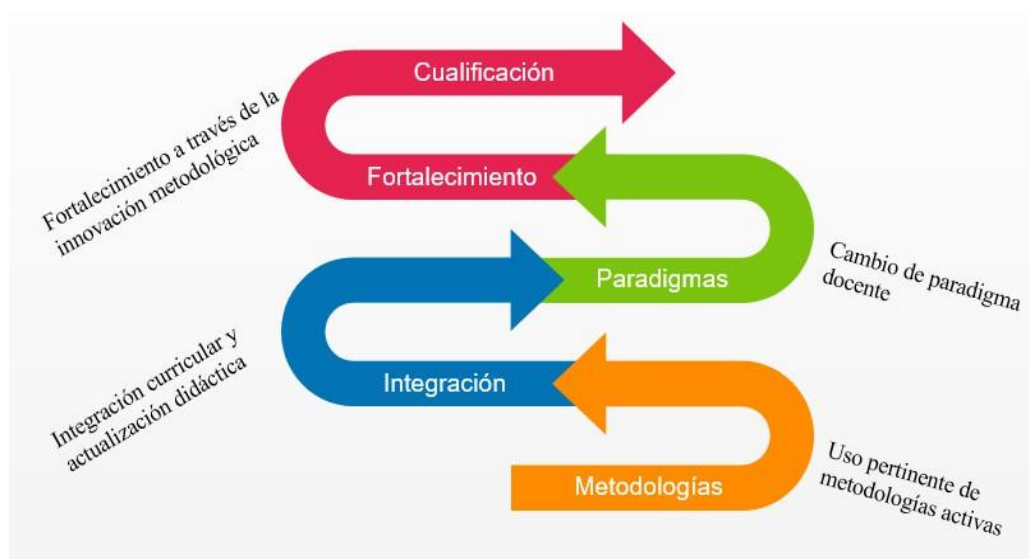 Cualificación
Fortalecimiento a través de la
innovación metodológica
Fortalecimiento
Paradigmas
Cambio de paradigma
docente
Integración curricular y
actualización didáctica
Integración
Metodologías
Uso pertinente de
metodologías activas